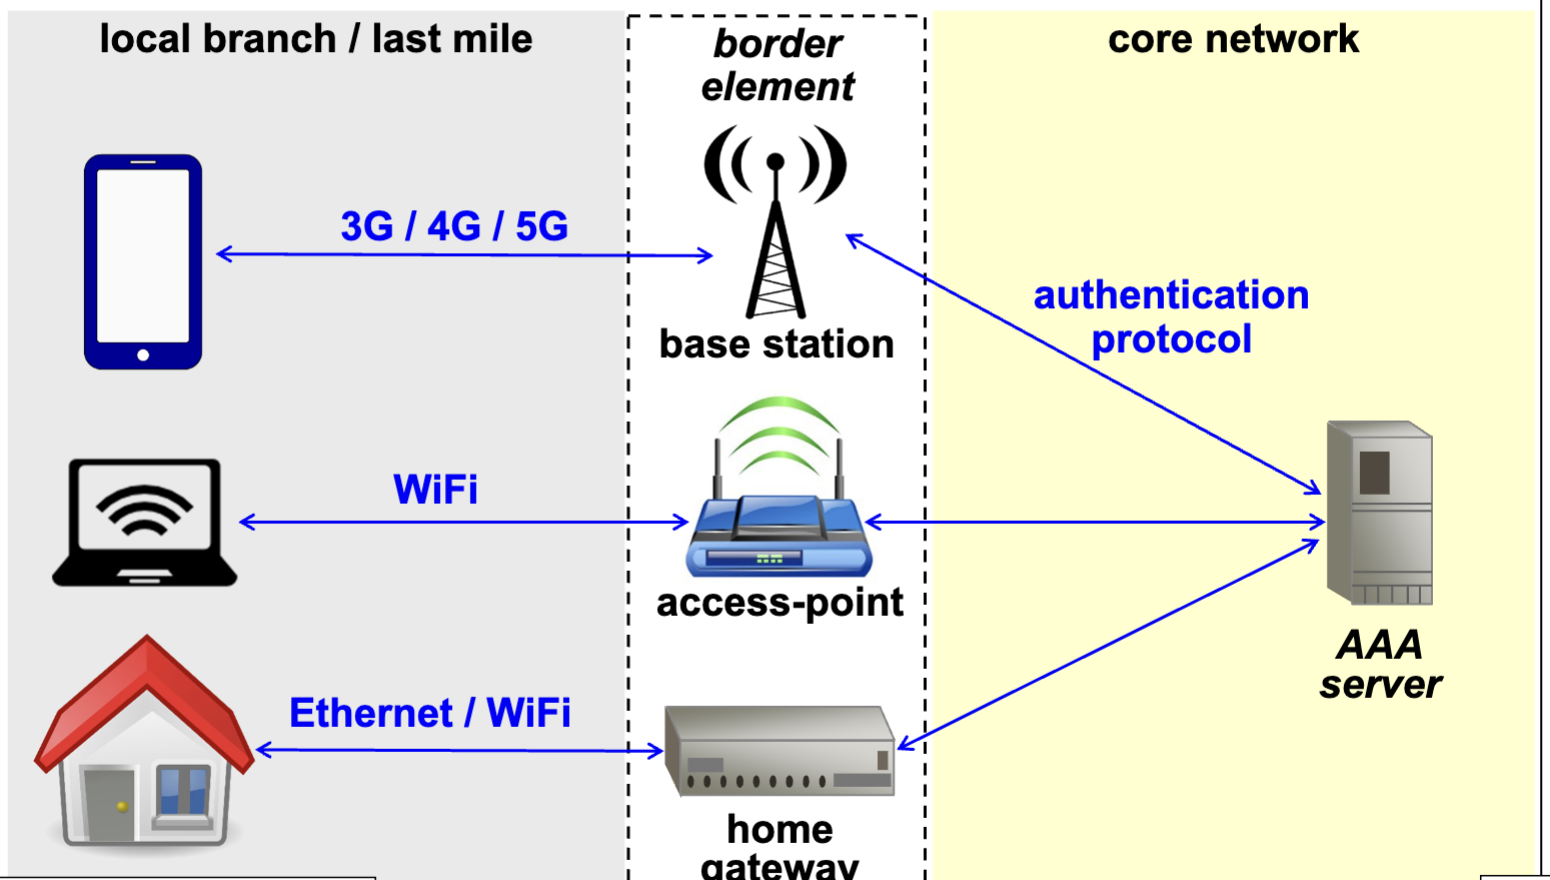 local branch / last mile
border
element
core network
3G / 4G / 5G
authentication
protocol
base station
WiFi
access-point
AAA
server
Ethernet / WiFi
home
gateway